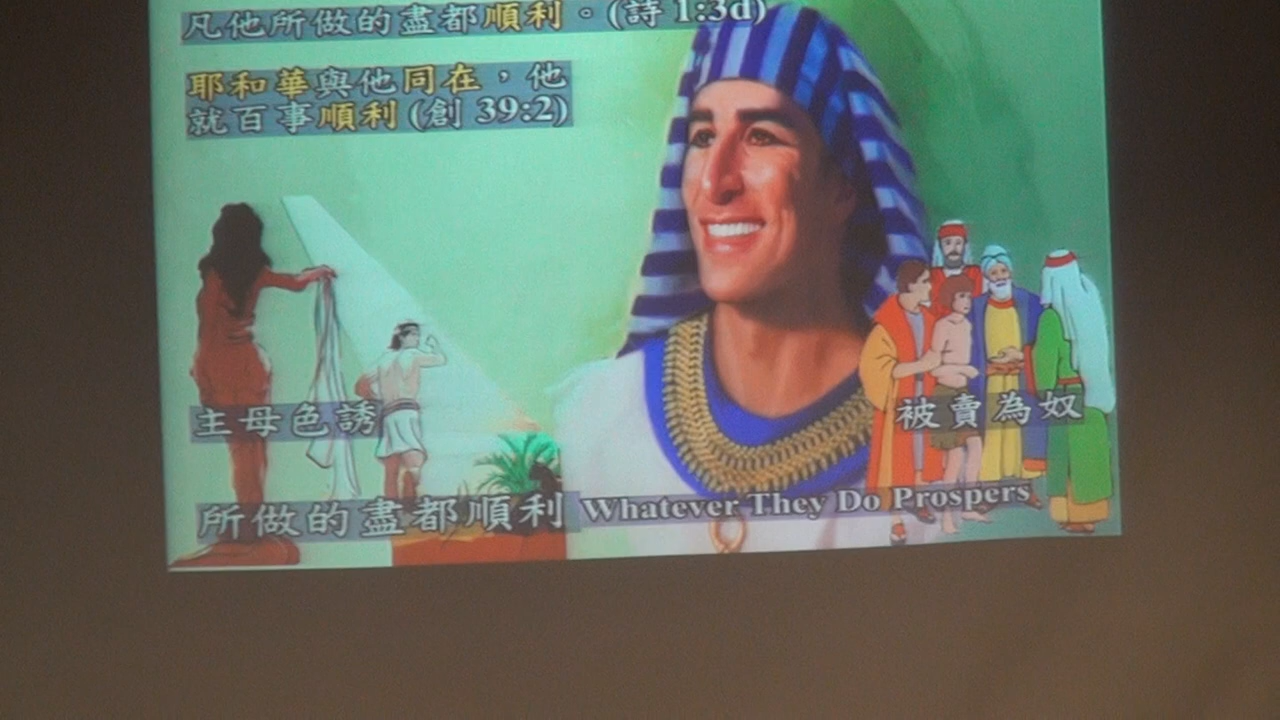 凡他所做的盡都順利。(詩 1:3d)
耶和華與他同在，他
就百事順利 (創 39:2)
主母色誘
被賣為奴
所做的盡都順利 Whatever They Do Prospers